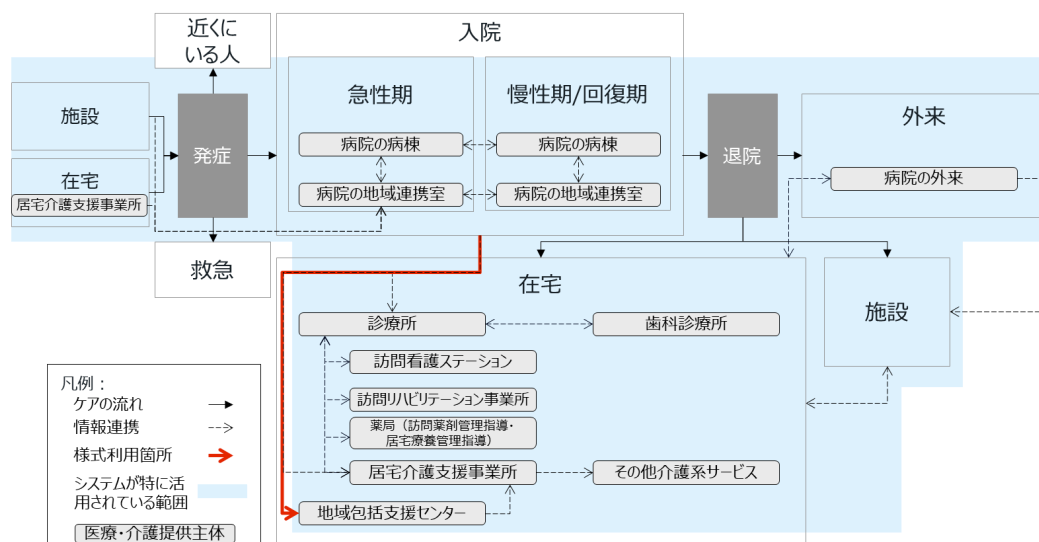 近くに
いる人
入院
急性期
慢性期/回復期
外来
施設
発症
病院の病棟
病院の病棟
退院
病院の外来
在宅
居宅介護支援事業所
病院の地域連携室
病院の地域連携室
救急
在宅
施設
診療所
歯科診療所
訪問看護ステーション
訪問リハビリテーション事業所
薬局（訪問薬剤管理指導・
居宅療養管理指導）
居宅介護支援事業所
その他介護系サービス
地域包括支援センター
凡例：
ケアの流れ
情報連携
様式利用箇所
システムが特に活
用されている範囲
医療・介護提供主体